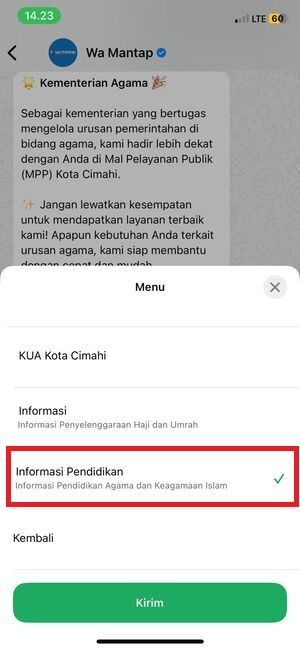 14.23
LTE 60
Wa Mantap
🌟 Kementerian Agama 🎉
Sebagai kementerian yang bertugas
mengelola urusan pemerintahan di
bidang agama, kami hadir lebih dekat
dengan Anda di Mal Pelayanan Publik
(MPP) Kota Cimahi.
✨ Jangan lewatkan kesempatan
untuk mendapatkan layanan terbaik
kami! Apapun kebutuhan Anda terkait
urusan agama, kami siap membantu
dengan cepat dan mudah
Menu
KUA Kota Cimahi
Informasi
Informasi Penyelenggaraan Haji dan Umrah
Informasi Pendidikan
Informasi Pendidikan Agama dan Keagamaan Islam
Kembali
Kirim